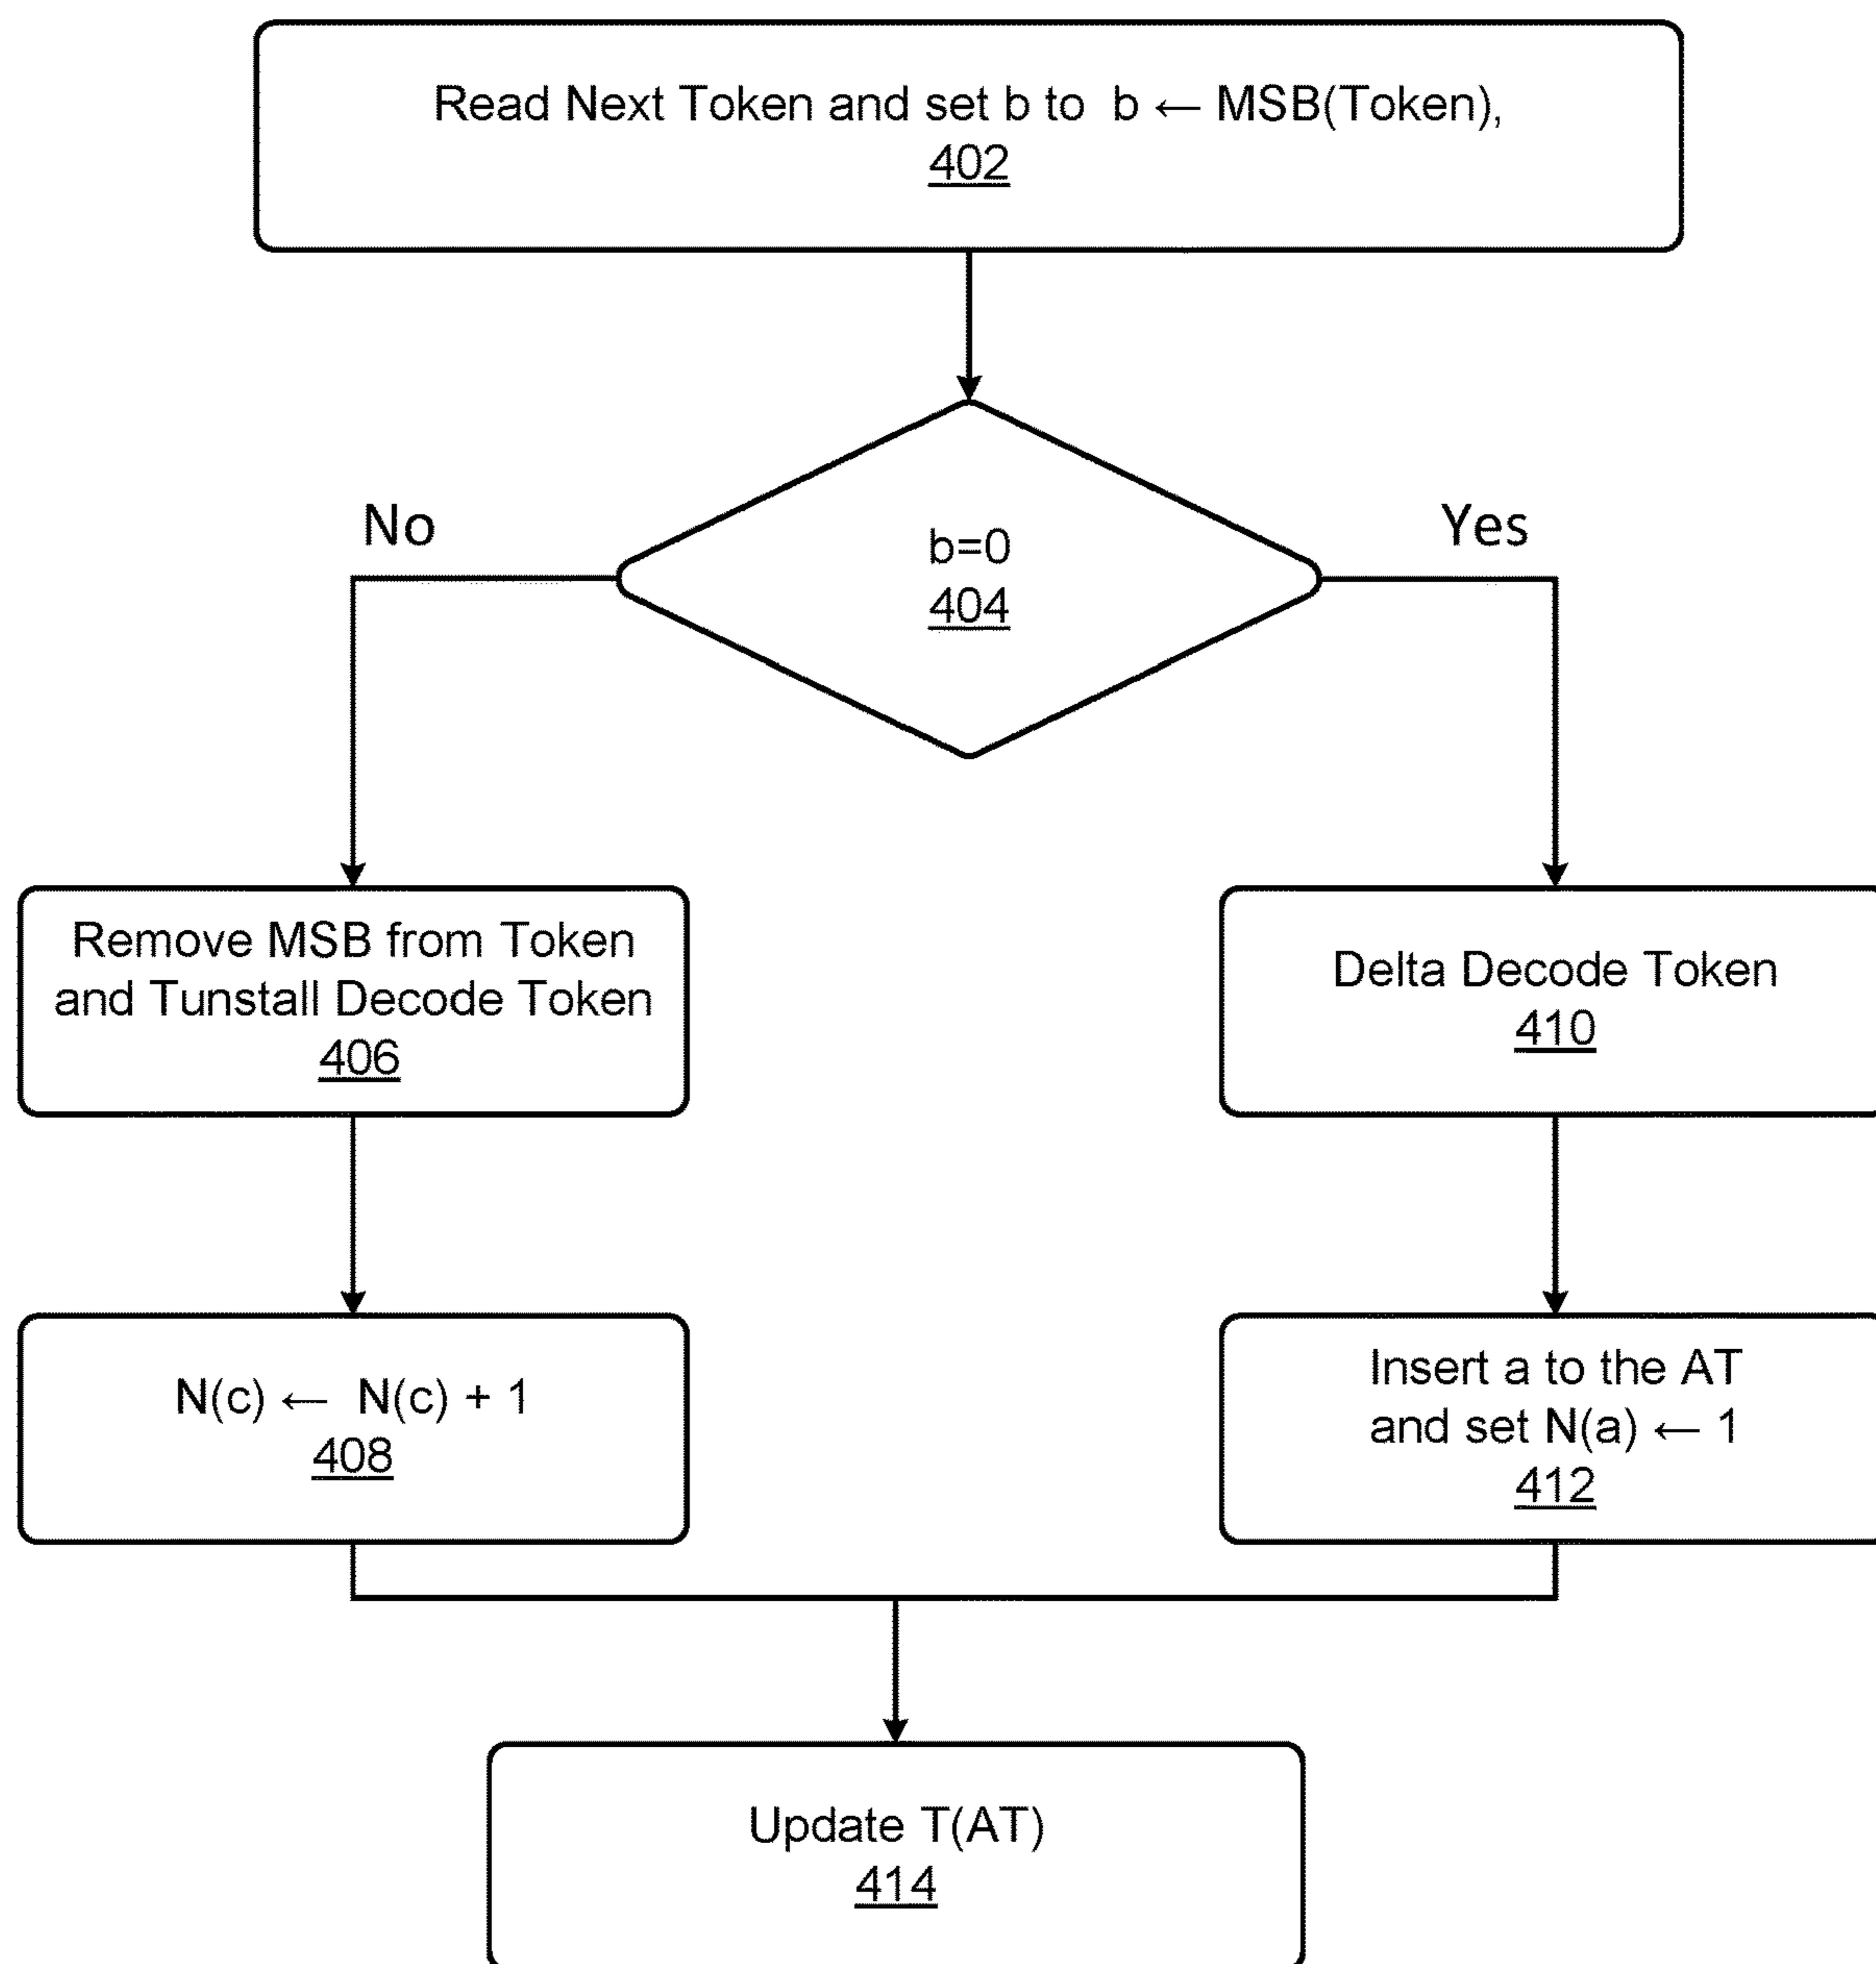 Read Next Token and set b to b ← MSB(Token),
402
No
Yes
b=0
404
Remove MSB from Token
and Tunstall Decode Token
406
Delta Decode Token
410
N(c) ← N(c) + 1
408
Insert a to the AT
and set N(a) ← 1
412
Update T(AT)
414